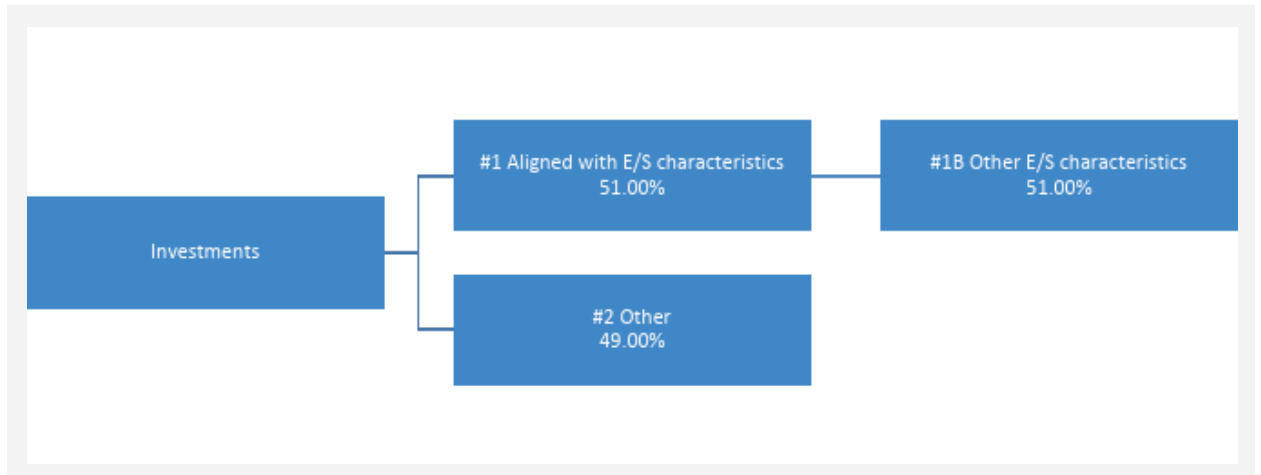 #1 Aligned with E/S characteristics
51.00%
#1B Other E/S characteristics
51.00%
Investments
#2 Other
49.00%